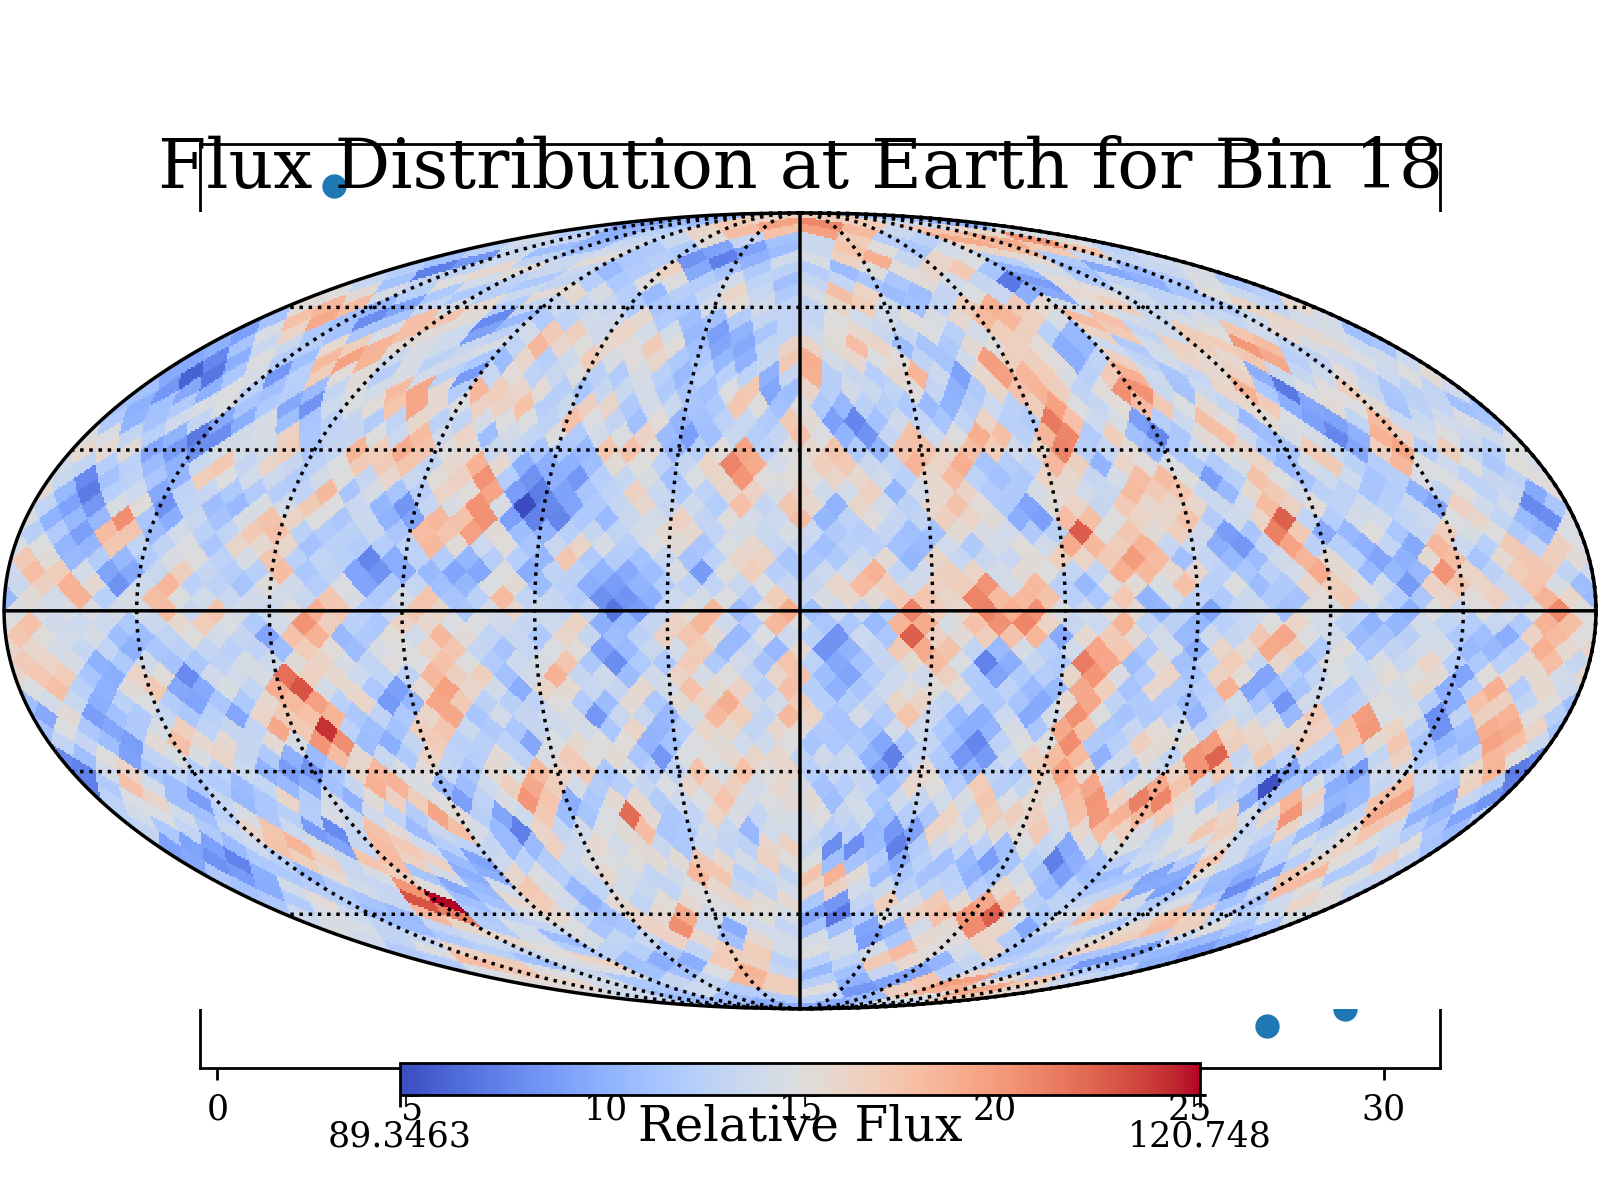 Flux Distribution at Earth for Bin 18
0 5 10 15 20 25 30
Relative Flux
89.3463 120.748